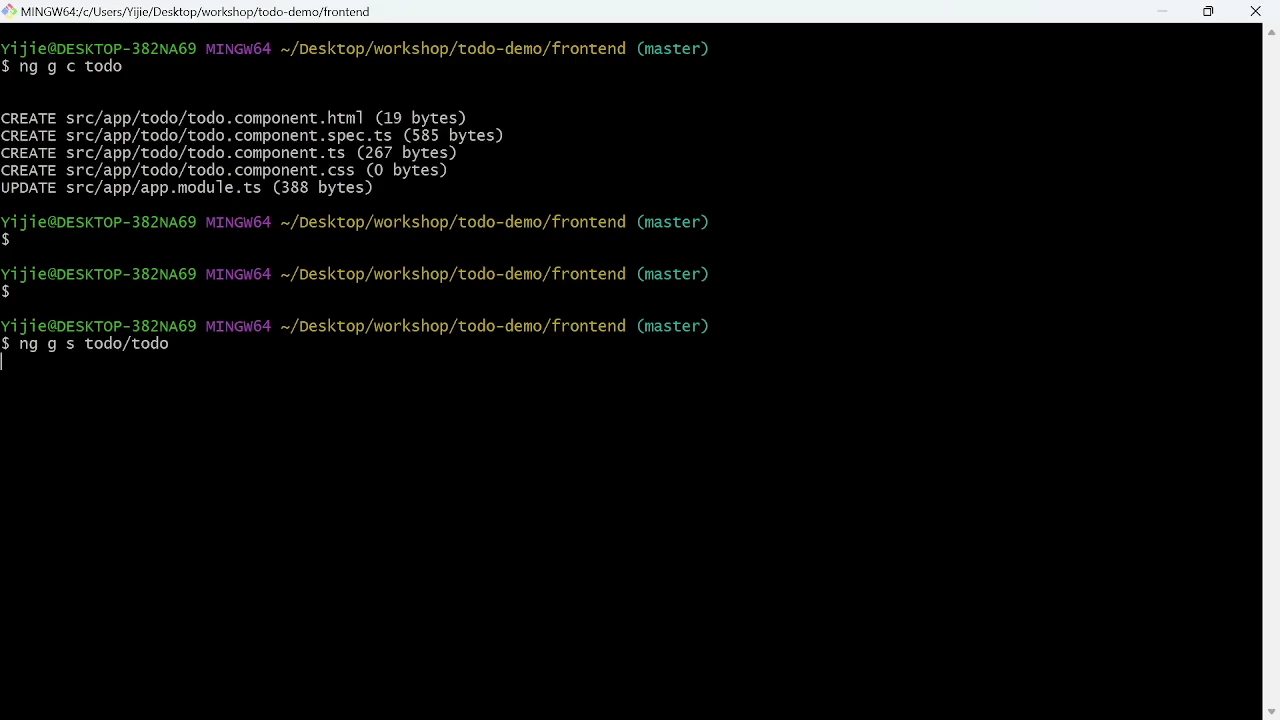 MINGW64:/c/Users/Yijie/Desktop/workshop/todo-demo/frontend
Yijie@DESKTOP-382NA69 MINGW64 ~/Desktop/workshop/todo-demo/frontend (master)
$ ng g c todo
CREATE src/app/todo/todo.component.html (19 bytes)
CREATE src/app/todo/todo.component.spec.ts (585 bytes)
CREATE src/app/todo/todo.component.ts (267 bytes)
CREATE src/app/todo/todo.component.css (0 bytes)
UPDATE src/app/app.module.ts (388 bytes)
Yijie@DESKTOP-382NA69 MINGW64 ~/Desktop/workshop/todo-demo/frontend (master)
$
Yijie@DESKTOP-382NA69 MINGW64 ~/Desktop/workshop/todo-demo/frontend (master)
$
Yijie@DESKTOP-382NA69 MINGW64 ~/Desktop/workshop/todo-demo/frontend (master)
$ ng g s todo/todo